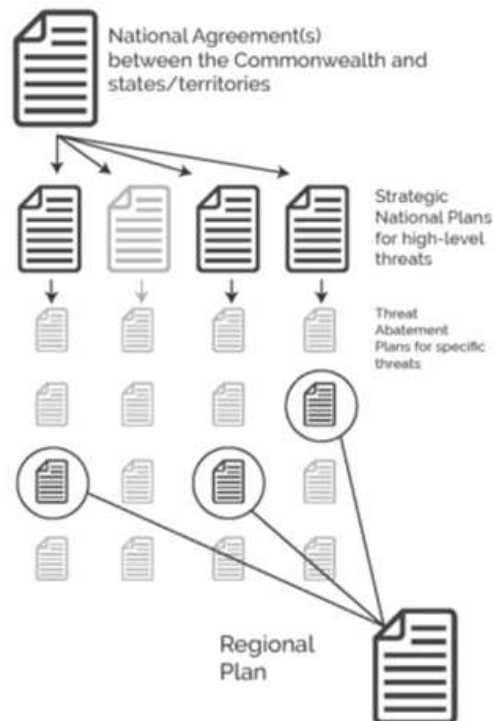 National Agreement(s)
between the Commonwealth and
states/territories
Strategic
National Plans
for high-level
threats
Threat
Abatement
Plans for specific
threats
Regional
Plan